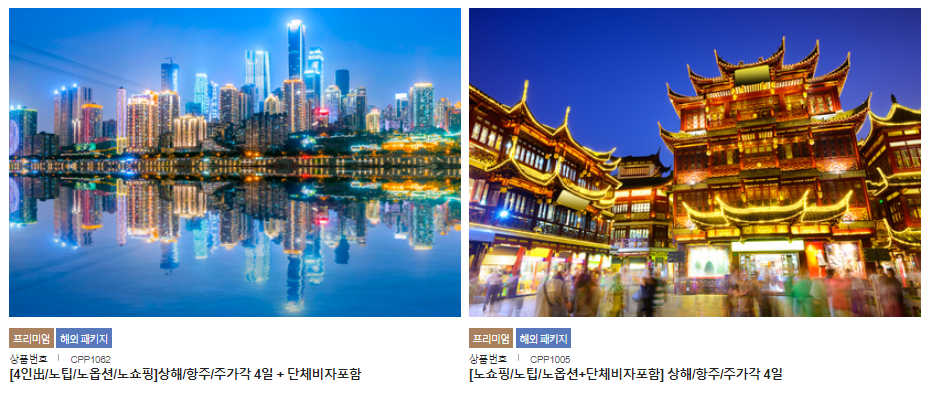 프리미엄 해외 패키지
상품번호 | CPP1062
[4인出/노팁/노옵션/노쇼핑]상해/항주/주가각 4일 + 단체비자포함
프리미엄 해외 패키지
상품번호 | CPP1005
[노쇼핑/노팁/노옵션+단체비자포함] 상해/항주/주가각 4일